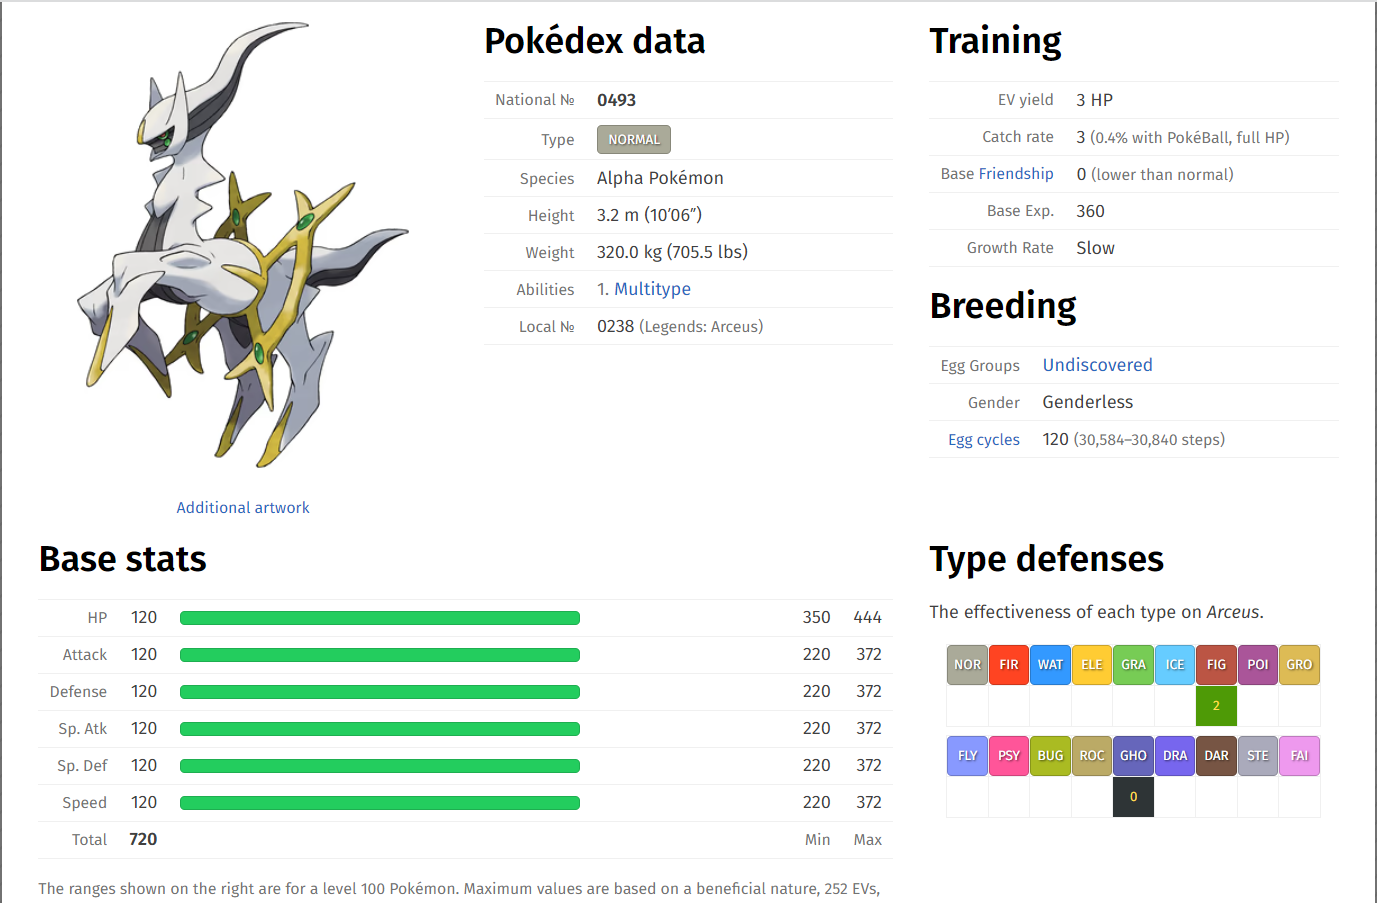 Pokédex data
National № 0493
Type NORMAL
Species Alpha Pokémon
Height 3.2 m (10′06″)
Weight 320.0 kg (705.5 lbs)
Abilities 1. Multitype
Local № 0238 (Legends: Arceus)
Training
EV yield 3 HP
Catch rate 3 (0.4% with PokéBall, full HP)
Base Friendship 0 (lower than normal)
Base Exp. 360
Growth Rate Slow
Breeding
Egg Groups Undiscovered
Gender Genderless
Egg cycles 120 (30,584–30,840 steps)
Additional artwork
Base stats
HP 120 350 444
Attack 120 220 372
Defense 120 220 372
Sp. Atk 120 220 372
Sp. Def 120 220 372
Speed 120 220 372
Total 720 Min Max
The ranges shown on the right are for a level 100 Pokémon. Maximum values are based on a beneficial nature, 252 EVs,
Type defenses
The effectiveness of each type on Arceus.
NOR FIR WAT ELE GRA ICE FIG POI GRO
2
FLY PSY BUG ROC GHO DRA DAR STE FAI
0